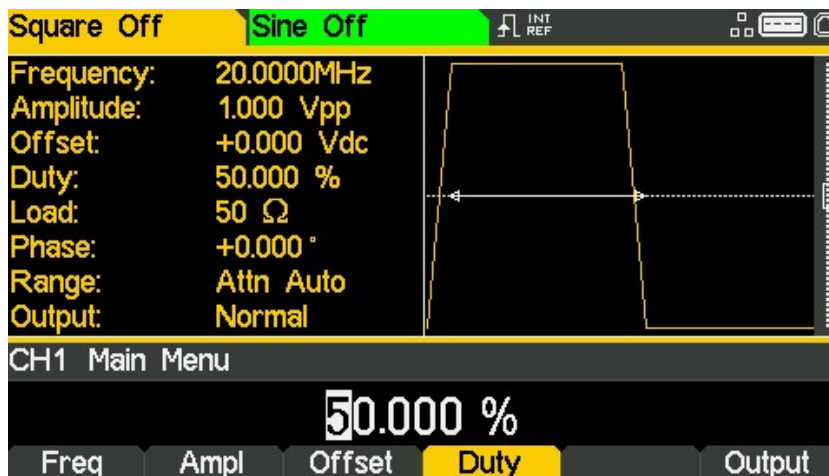 Square Off Sine Off INT REF
Frequency: 20.0000MHz
Amplitude: 1.000 Vpp
Offset: +0.000 Vdc
Duty: 50.000 %
Load: 50 Ω
Phase: +0.000 °
Range: Attn Auto
Output: Normal
CH1 Main Menu
50.000 %
Freq Ampl Offset Duty Output